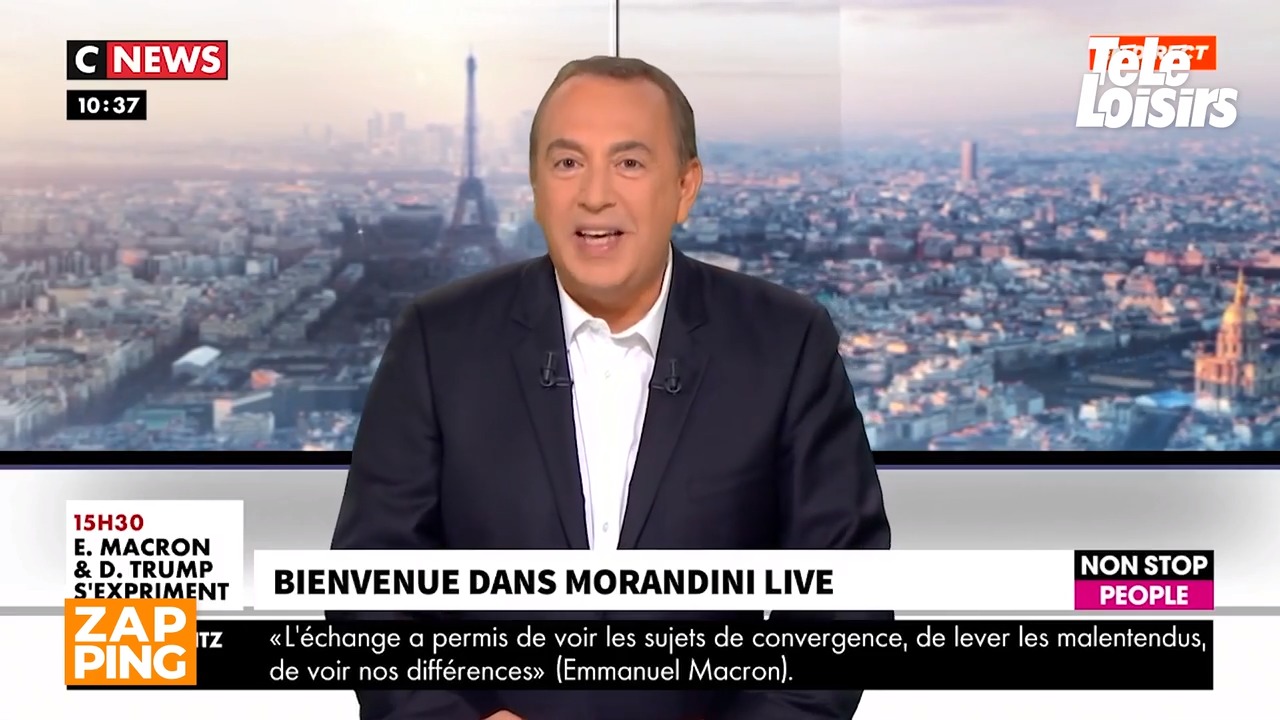 C NEWS
10:37
DIRECT
TéLé
Loisirs
15H30
E. MACRON
& D. TRUMP
S'EXPRIMENT
BIENVENUE DANS MORANDINI LIVE
NON STOP
PEOPLE
ZAP
PING
«L'échange a permis de voir les sujets de convergence, de lever les malentendus,
de voir nos différences» (Emmanuel Macron).